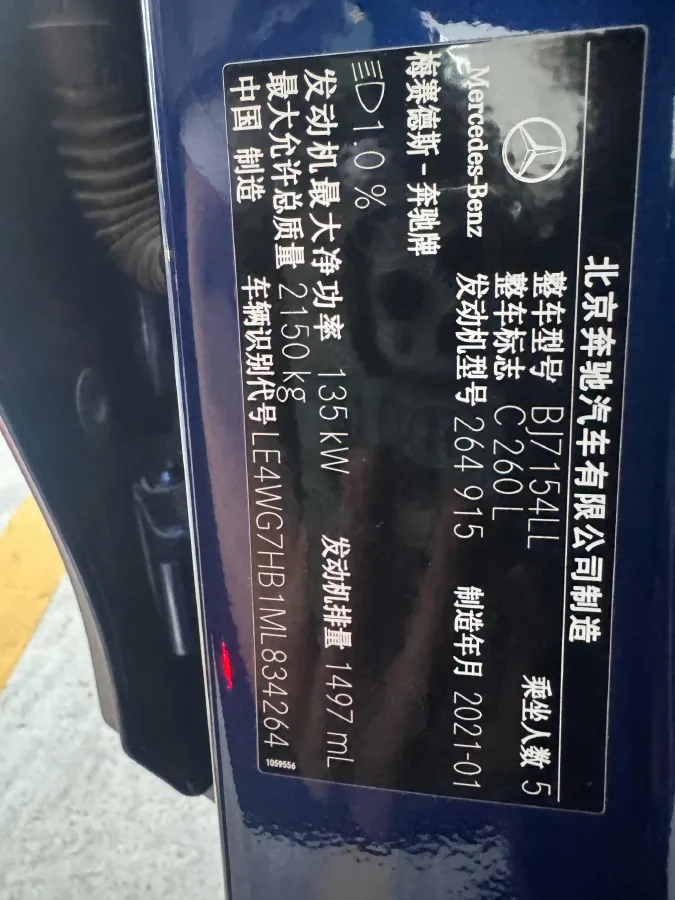 北京奔驰汽车有限公司制造
Mercedes-Benz
梅赛德斯-奔驰牌
整车型号 BJ7154LL 乘坐人数 5
整车标志 C 260 L
发动机型号 264 915 制造年月 2021-01
1.0 %
发动机最大净功率 135 kW 发动机排量 1497 mL
最大允许总质量 2150 kg
中国 制造 车辆识别代号 LE4WG7HB1ML834264
1059556